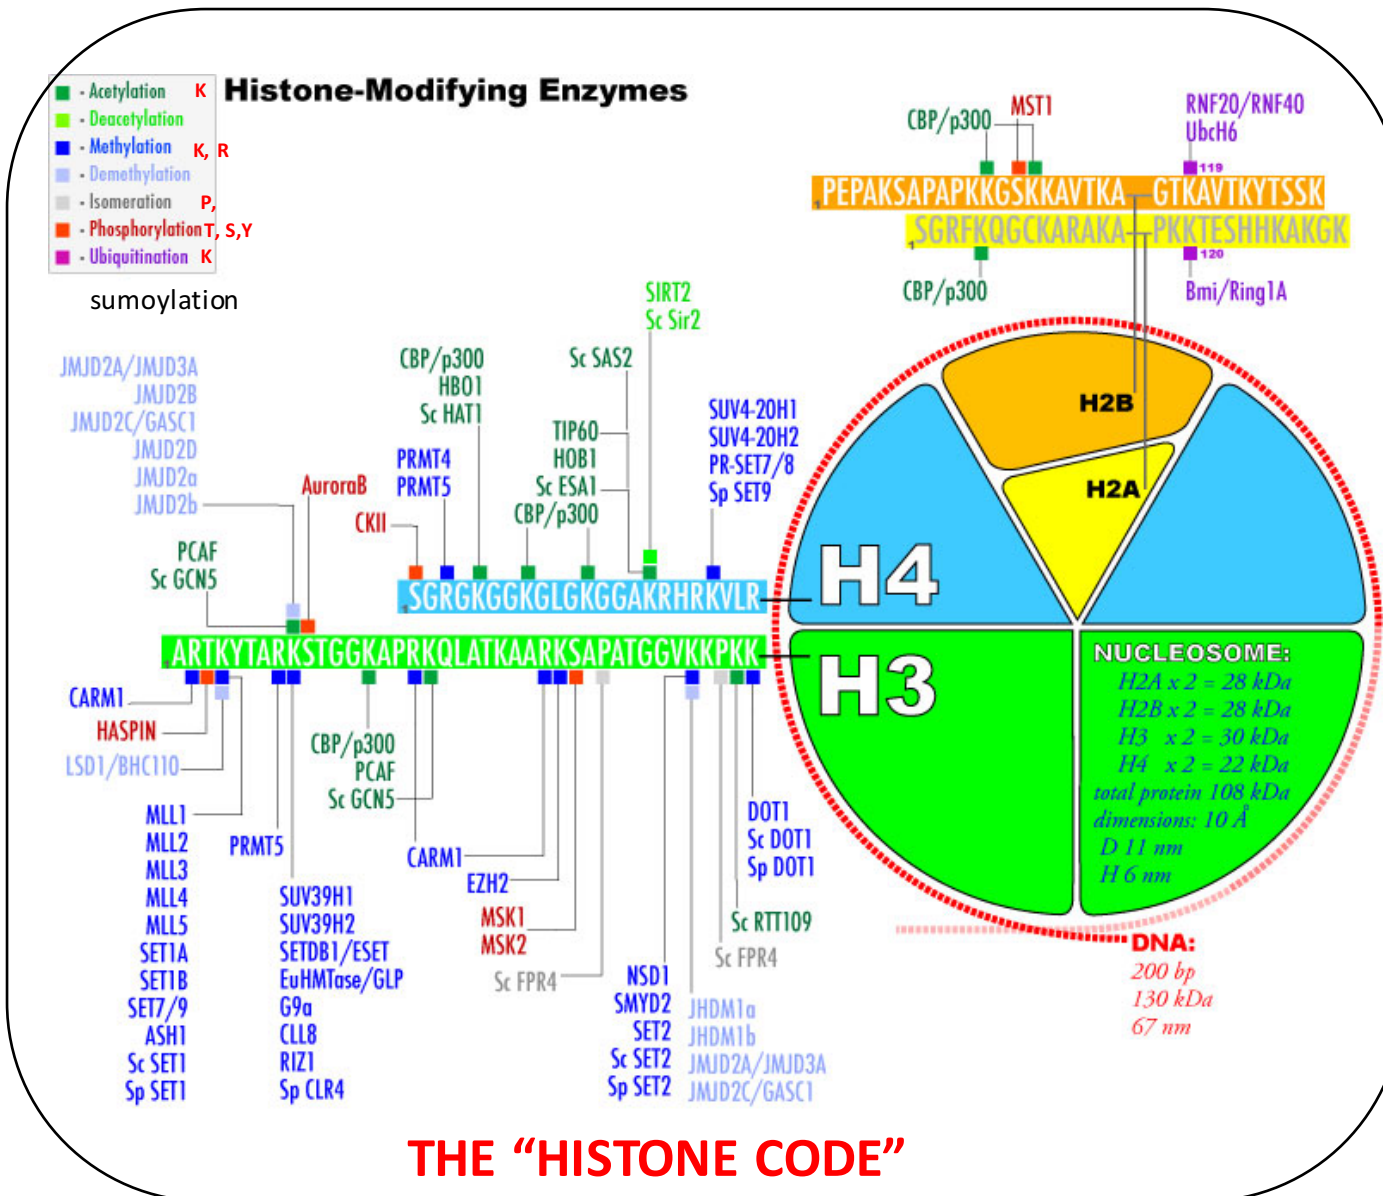 Histone-Modifying Enzymes
- Acetylation K
- Deacetylation
- Methylation K, R
- Demethylation
- Isomeration P,
- Phosphorylation T, S,Y
- Ubiquitination K
sumoylation
CBP/p300
MST1
RNF20/RNF40
UbcH6
119
1 PEPAKSAPAPKKGSKKAVTKA GTKAVTKYTSSK
1 SGRFKQGCKARAKA PKKTESHHKAKGK
120
CBP/p300
Bmi/Ring1A
SIRT2
Sc Sir2
JMJD2A/JMJD3A
JMJD2B
JMJD2C/GASC1
JMJD2D
JMJD2a
JMJD2b
CBP/p300
HBO1
Sc HAT1
Sc SAS2
TIP60
HOB1
Sc ESA1
CBP/p300
SUV4-20H1
SUV4-20H2
PR-SET7/8
Sp SET9
PRMT4
PRMT5
AuroraB
CKII
PCAF
Sc GCN5
1 SGRGKGGKGLGKGGAKRHRKVLR
1 ARTKYTARKSTGGKAPRKQLATKAARKSAPATGGVKKPKK
H2B
H2A
H4
H3
NUCLEOSOME:
H2A x 2 = 28 kDa
H2B x 2 = 28 kDa
H3 x 2 = 30 kDa
H4 x 2 = 22 kDa
total protein 108 kDa
dimensions: 10 Å
D 11 nm
H 6 nm
CARM1
HASPIN
LSD1/BHC110
MLL1
MLL2
MLL3
MLL4
MLL5
SET1A
SET1B
SET7/9
ASH1
Sc SET1
Sp SET1
PRMT5
SUV39H1
SUV39H2
SETDB1/ESET
EuHMTase/GLP
G9a
CLL8
RIZ1
Sp CLR4
CBP/p300
PCAF
Sc GCN5
CARM1
EZH2
MSK1
MSK2
Sc FPR4
NSD1
SMYD2
SET2
Sc SET2
Sp SET2
JHDM1a
JHDM1b
JMJD2A/JMJD3A
JMJD2C/GASC1
DOT1
Sc DOT1
Sp DOT1
Sc RTT109
Sc FPR4
DNA:
200 bp
130 kDa
67 nm
THE “HISTONE CODE”